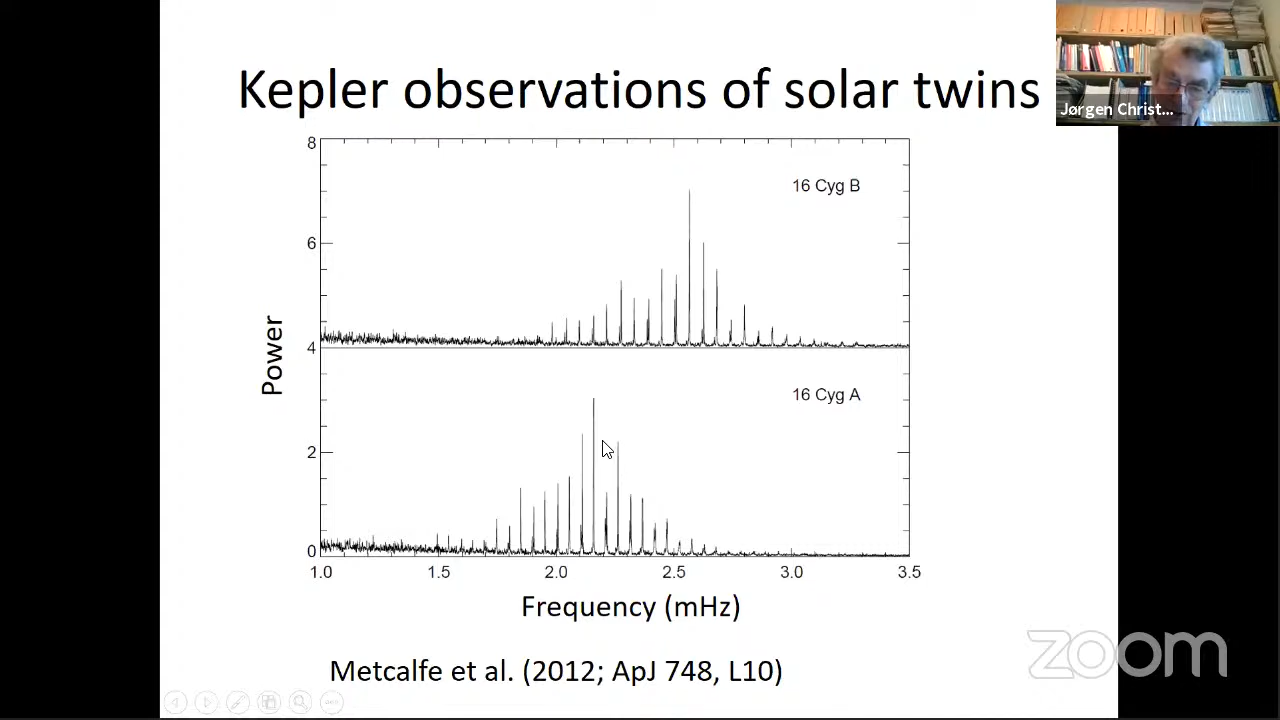 Kepler observations of solar twins
Jørgen Christ...
8
16 Cyg B
6
4
Power
16 Cyg A
2
0
1.0 1.5 2.0 2.5 3.0 3.5
Frequency (mHz)
zoom
Metcalfe et al. (2012; ApJ 748, L10)